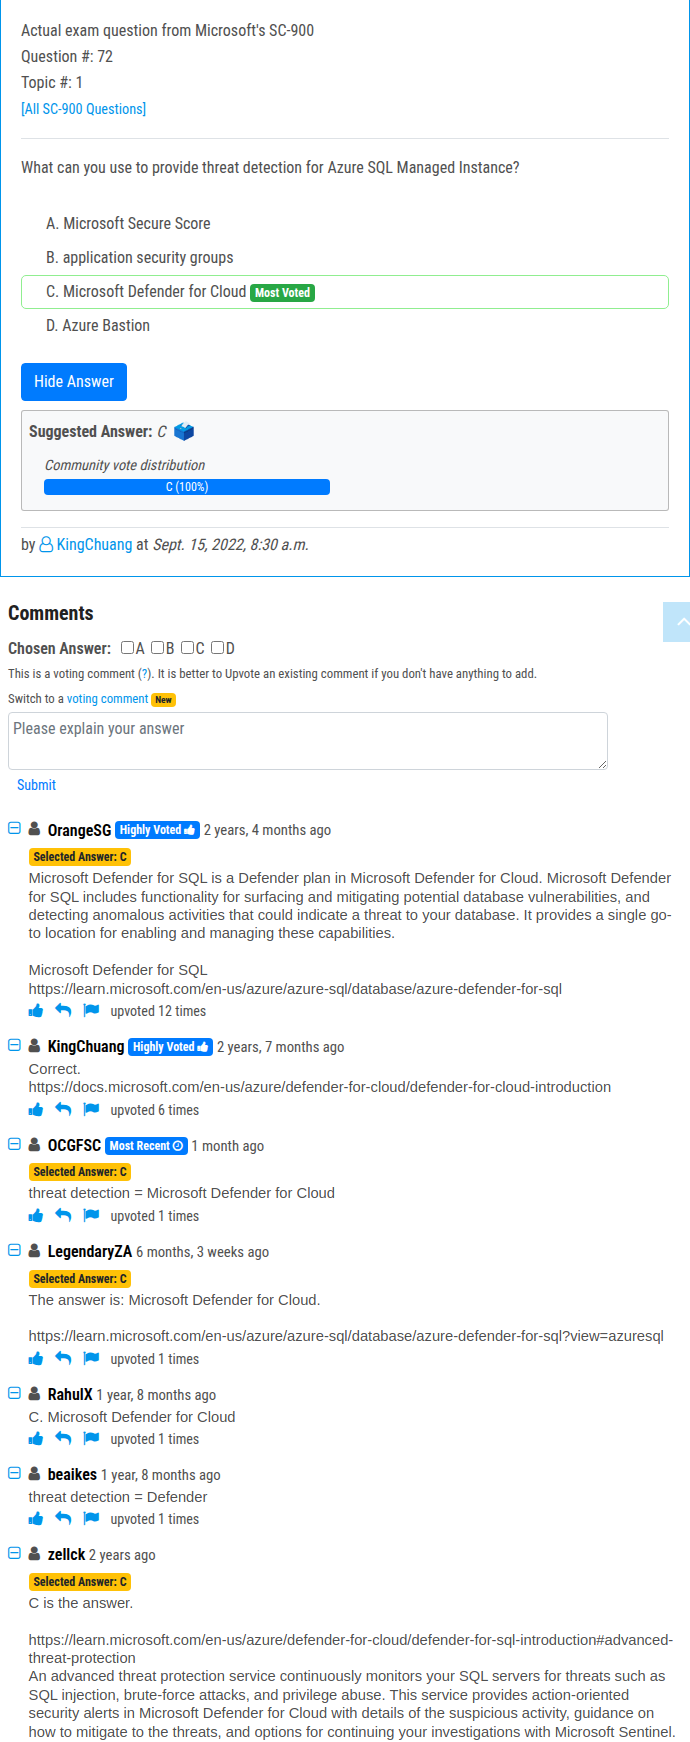 Actual exam question from Microsoft's SC-900
Question #: 72
Topic #: 1
[All SC-900 Questions]
What can you use to provide threat detection for Azure SQL Managed Instance?
A. Microsoft Secure Score
B. application security groups
C. Microsoft Defender for Cloud Most Voted
D. Azure Bastion
Hide Answer
Suggested Answer: C
Community vote distribution
C (100%)
by KingChuang at Sept. 15, 2022, 8:30 a.m.
Comments
Chosen Answer: A B C D
This is a voting comment (?). It is better to Upvote an existing comment if you don't have anything to add.
Switch to a voting comment New
Please explain your answer
Submit
OrangeSG Highly Voted 2 years, 4 months ago
Selected Answer: C
Microsoft Defender for SQL is a Defender plan in Microsoft Defender for Cloud. Microsoft Defender
for SQL includes functionality for surfacing and mitigating potential database vulnerabilities, and
detecting anomalous activities that could indicate a threat to your database. It provides a single go-
to location for enabling and managing these capabilities.
Microsoft Defender for SQL
https://learn.microsoft.com/en-us/azure/azure-sql/database/azure-defender-for-sql
upvoted 12 times
KingChuang Highly Voted 2 years, 7 months ago
Correct.
https://docs.microsoft.com/en-us/azure/defender-for-cloud/defender-for-cloud-introduction
upvoted 6 times
OCGFSC Most Recent 1 month ago
Selected Answer: C
threat detection = Microsoft Defender for Cloud
upvoted 1 times
LegendaryZA 6 months, 3 weeks ago
Selected Answer: C
The answer is: Microsoft Defender for Cloud.
https://learn.microsoft.com/en-us/azure/azure-sql/database/azure-defender-for-sql?view=azuresql
upvoted 1 times
RahulX 1 year, 8 months ago
C. Microsoft Defender for Cloud
upvoted 1 times
beaikes 1 year, 8 months ago
threat detection = Defender
upvoted 1 times
zellck 2 years ago
Selected Answer: C
C is the answer.
https://learn.microsoft.com/en-us/azure/defender-for-cloud/defender-for-sql-introduction#advanced-
threat-protection
An advanced threat protection service continuously monitors your SQL servers for threats such as
SQL injection, brute-force attacks, and privilege abuse. This service provides action-oriented
security alerts in Microsoft Defender for Cloud with details of the suspicious activity, guidance on
how to mitigate to the threats, and options for continuing your investigations with Microsoft Sentinel.